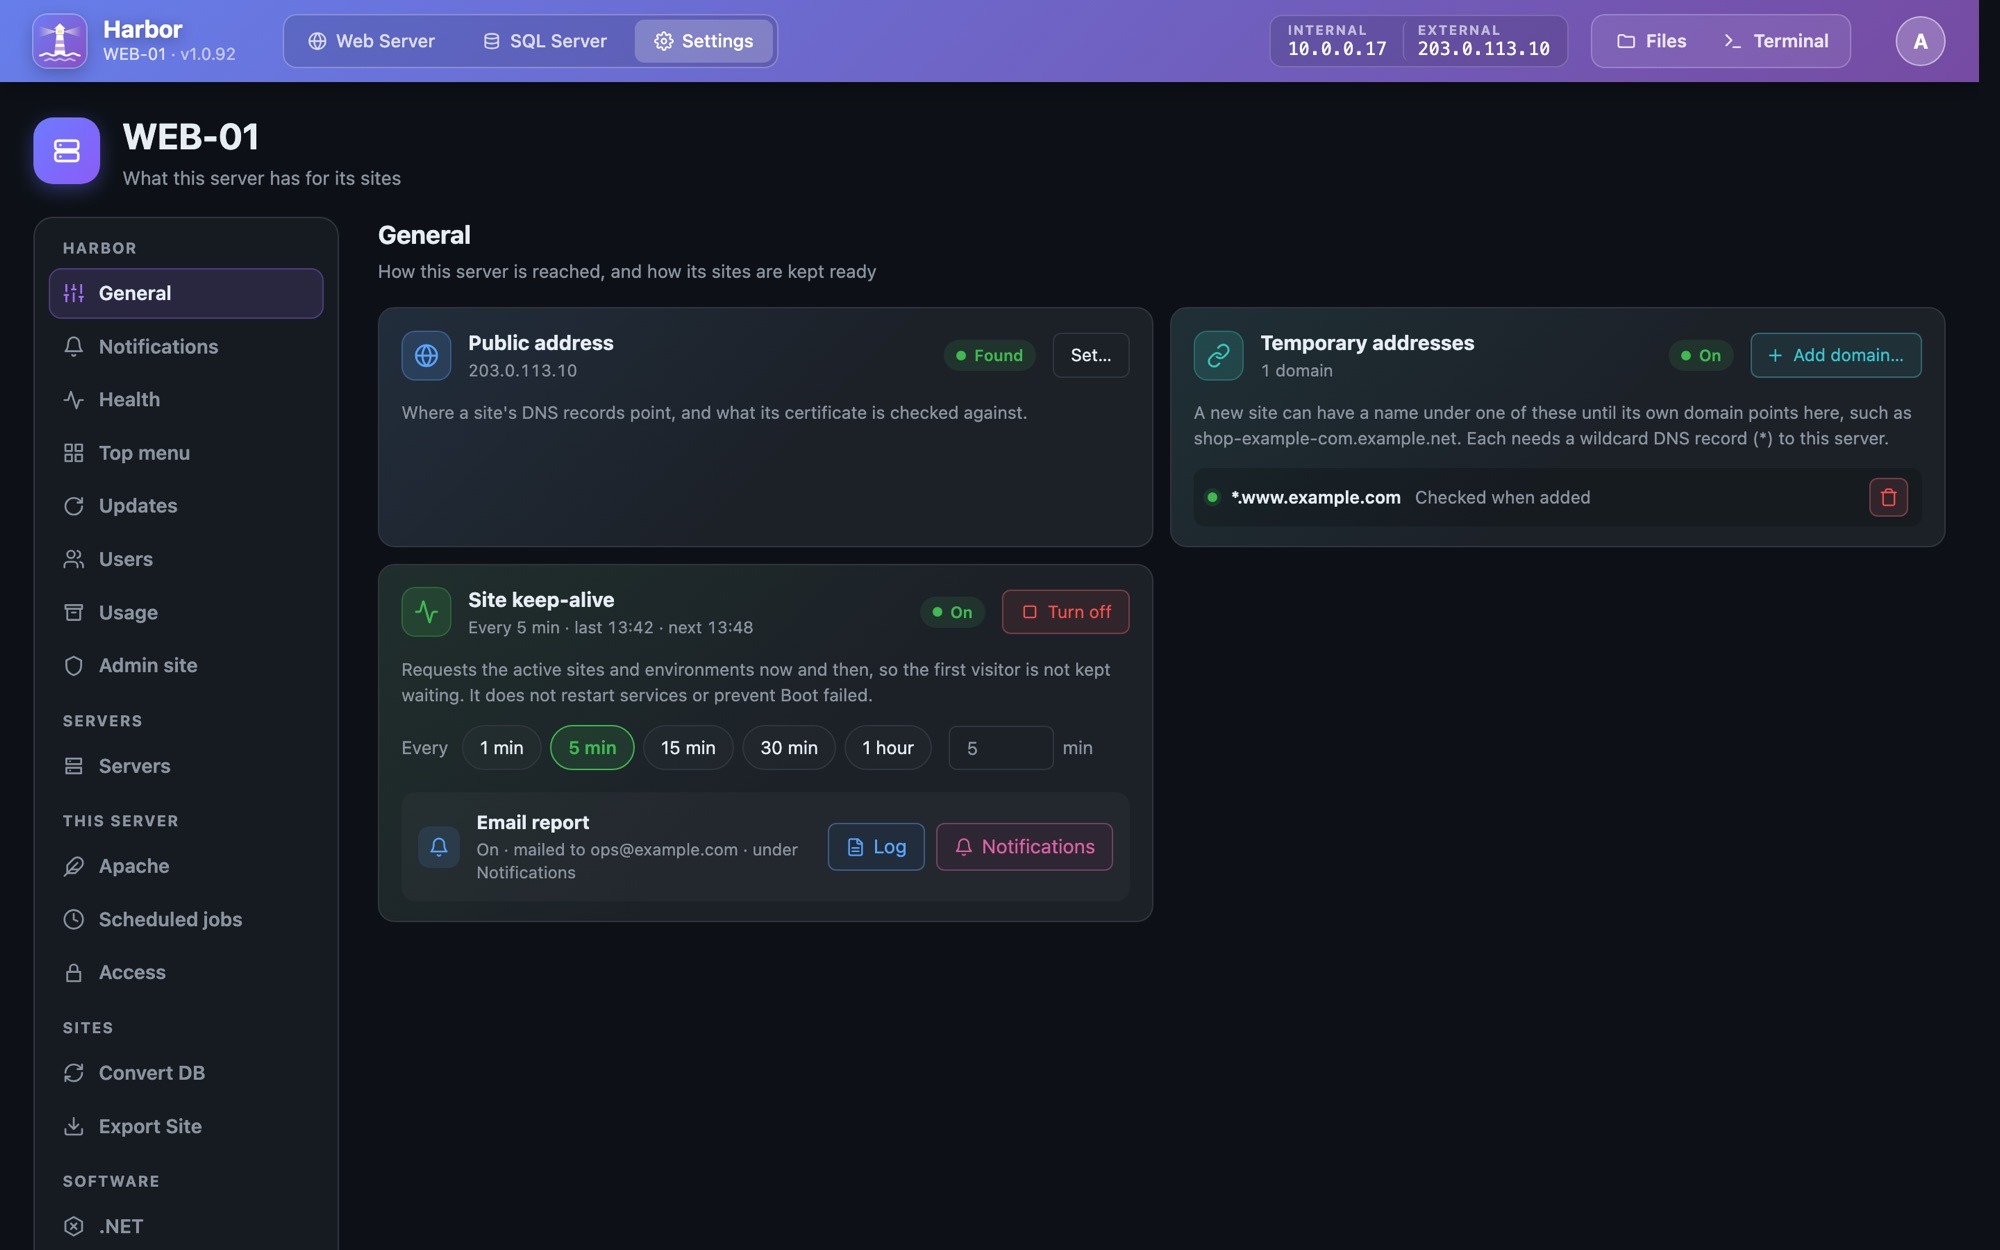 Harbor
WEB-01 · v1.0.92
Web Server
SQL Server
Settings
INTERNAL
10.0.0.17
EXTERNAL
203.0.113.10
Files
Terminal
A
WEB-01
What this server has for its sites
HARBOR
General
Notifications
Health
Top menu
Updates
Users
Usage
Admin site
SERVERS
Servers
THIS SERVER
Apache
Scheduled jobs
Access
SITES
Convert DB
Export Site
SOFTWARE
.NET
General
How this server is reached, and how its sites are kept ready
Public address
203.0.113.10
Found
Set...
Where a site's DNS records point, and what its certificate is checked against.
Temporary addresses
1 domain
On
+ Add domain...
A new site can have a name under one of these until its own domain points here, such as
shop-example-com.example.net. Each needs a wildcard DNS record (*) to this server.
*.www.example.com Checked when added
Site keep-alive
Every 5 min · last 13:42 · next 13:48
On
Turn off
Requests the active sites and environments now and then, so the first visitor is not kept
waiting. It does not restart services or prevent Boot failed.
Every 1 min 5 min 15 min 30 min 1 hour 5 min
Email report
On · mailed to ops@example.com · under
Notifications
Log
Notifications